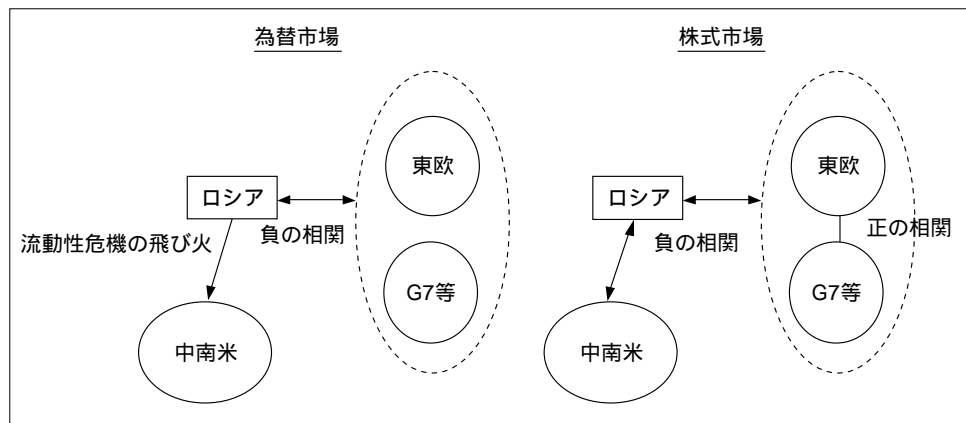 為替市場
東欧
ロシア
負の相関
流動性危機の飛び火
G7等
中南米
株式市場
東欧
ロシア
負の相関
正の相関
G7等
中南米